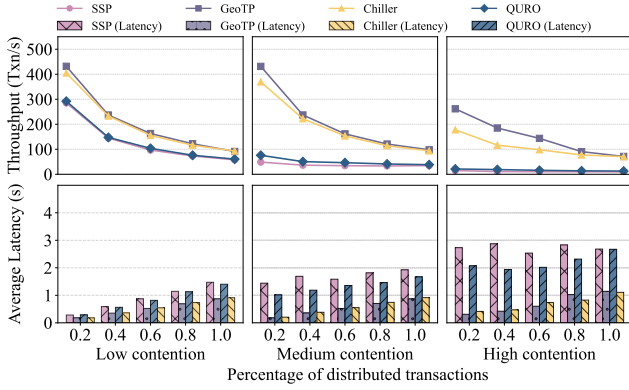 SSP GeoTP Chiller QURO
SSP (Latency) GeoTP (Latency) Chiller (Latency) QURO (Latency)
Throughput (Txn/s)
500
400
300
200
100
0
Average Latency (s)
4
3
2
1
0
0.2 0.4 0.6 0.8 1.0 0.2 0.4 0.6 0.8 1.0 0.2 0.4 0.6 0.8 1.0
Low contention Medium contention High contention
Percentage of distributed transactions